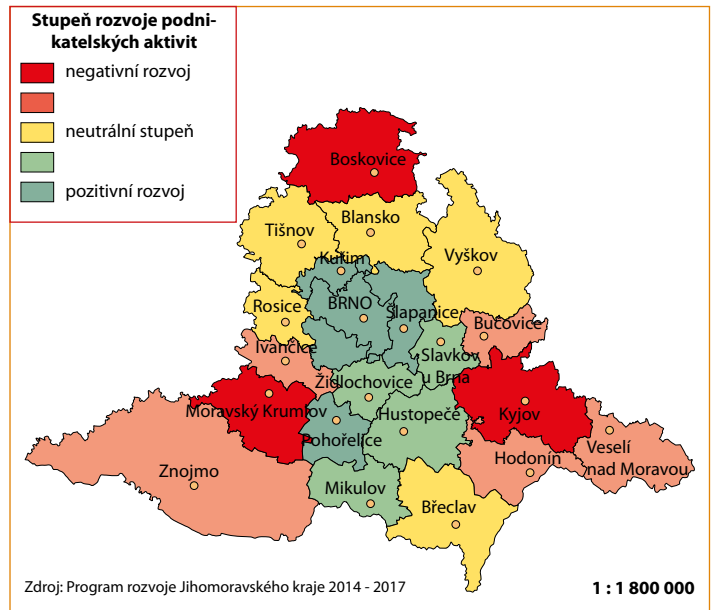 Stupeň rozvoje podni-
katelských aktivit
negativní rozvoj
neutrální stupeň
pozitivní rozvoj
Boskovice
Blansko
Tišnov
Vyškov
Kuřim
Rosice
BRNO
Šlapanice
Bučovice
Ivančice
Slavkov
u Brna
Židlochovice
Moravský Krumlov
Hustopeče
Kyjov
Pohořelice
Veselí
nad Moravou
Hodonín
Znojmo
Mikulov
Břeclav
Zdroj: Program rozvoje Jihomoravského kraje 2014 - 2017
1 : 1 800 000